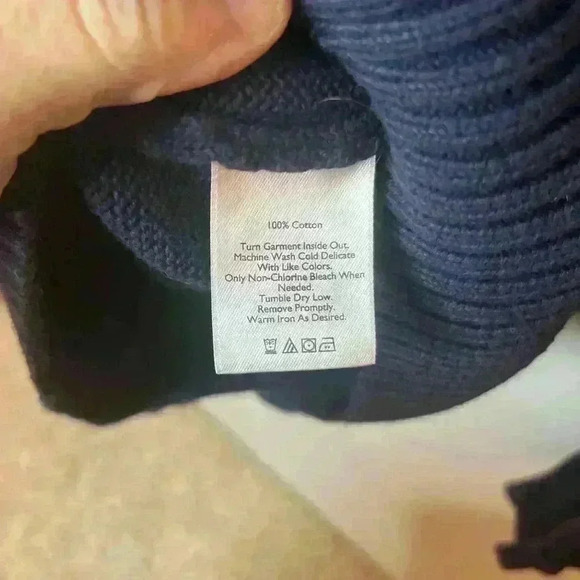 100% Cotton
Turn Garment Inside Out.
Machine Wash Cold Delicate
With Like Colors.
Only Non-Chlorine Bleach When
Needed.
Tumble Dry Low.
Remove Promptly.
Warm Iron As Desired.